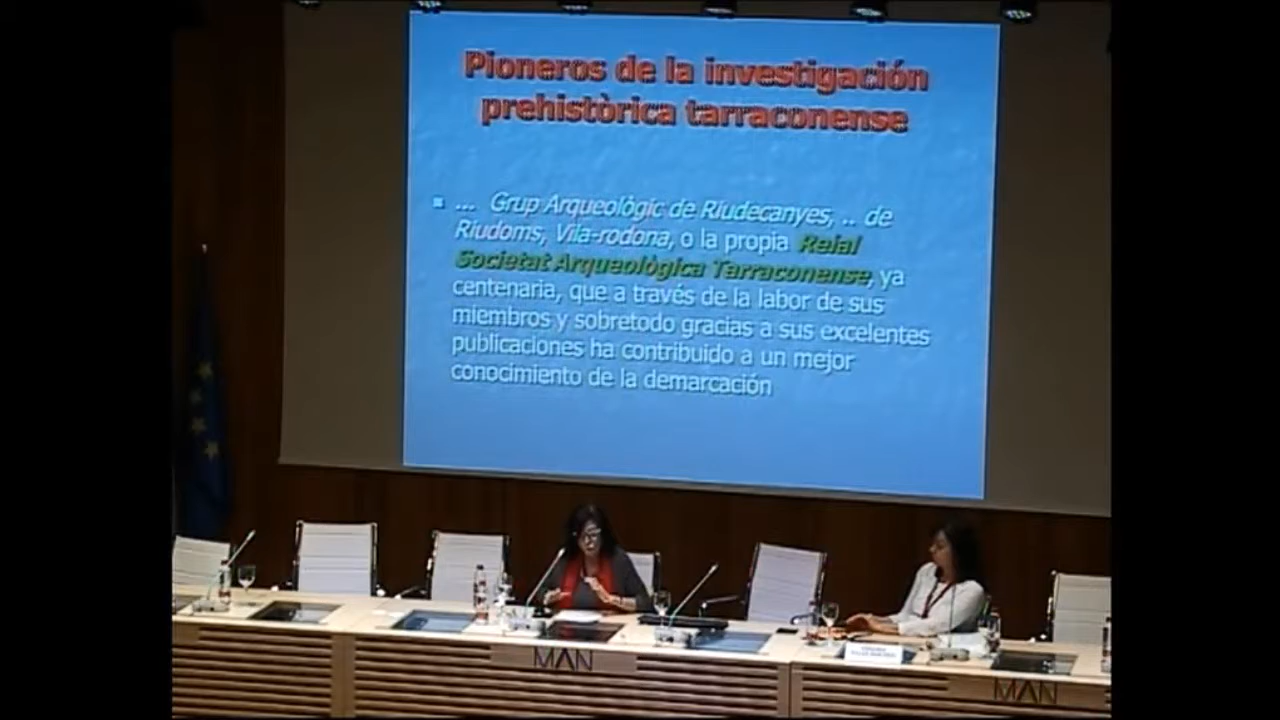 Pioneros de la investigación
prehistòrica tarraconense
... Grup Arqueològic de Riudecanyes, .. de
Riudoms, Vila-rodona, o la propia Reial
Societat Arqueològica Tarraconense, ya
centenaria, que a través de la labor de sus
miembros y sobretodo gracias a sus excelentes
publicaciones ha contribuido a un mejor
conocimiento de la demarcación
MAN
MAN